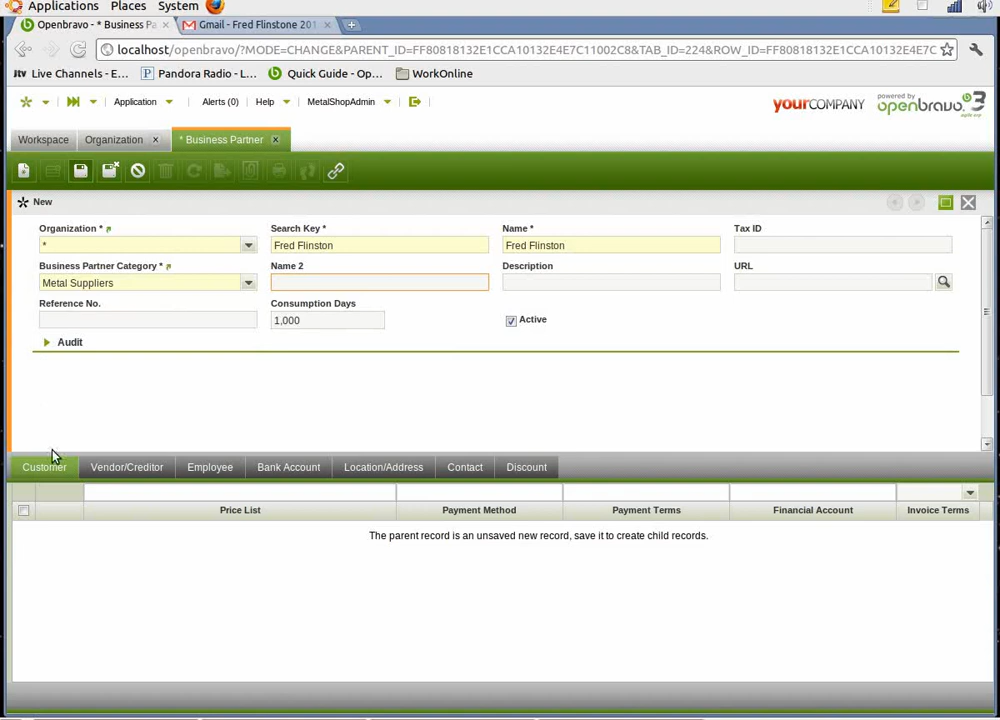 Applications Places System
Openbravo - * Business Pa × Gmail - Fred Flinstone 201 ×
localhost/openbravo/?MODE=CHANGE&PARENT_ID=FF80818132E1CCA10132E4E7C11002C8&TAB_ID=224&ROW_ID=FF80818132E1CCA10132E4E7C
jtv Live Channels - E... Pandora Radio - L... Quick Guide - Op... WorkOnline
Application Alerts (0) Help MetalShopAdmin yourCOMPANY powered by openbravo 3
Workspace Organization × * Business Partner ×
New
Organization * Search Key * Name * Tax ID
* Fred Flinston Fred Flinston
Business Partner Category * Name 2 Description URL
Metal Suppliers
Reference No. Consumption Days
1,000 Active
Audit
Customer Vendor/Creditor Employee Bank Account Location/Address Contact Discount
Price List Payment Method Payment Terms Financial Account Invoice Terms
The parent record is an unsaved new record, save it to create child records.